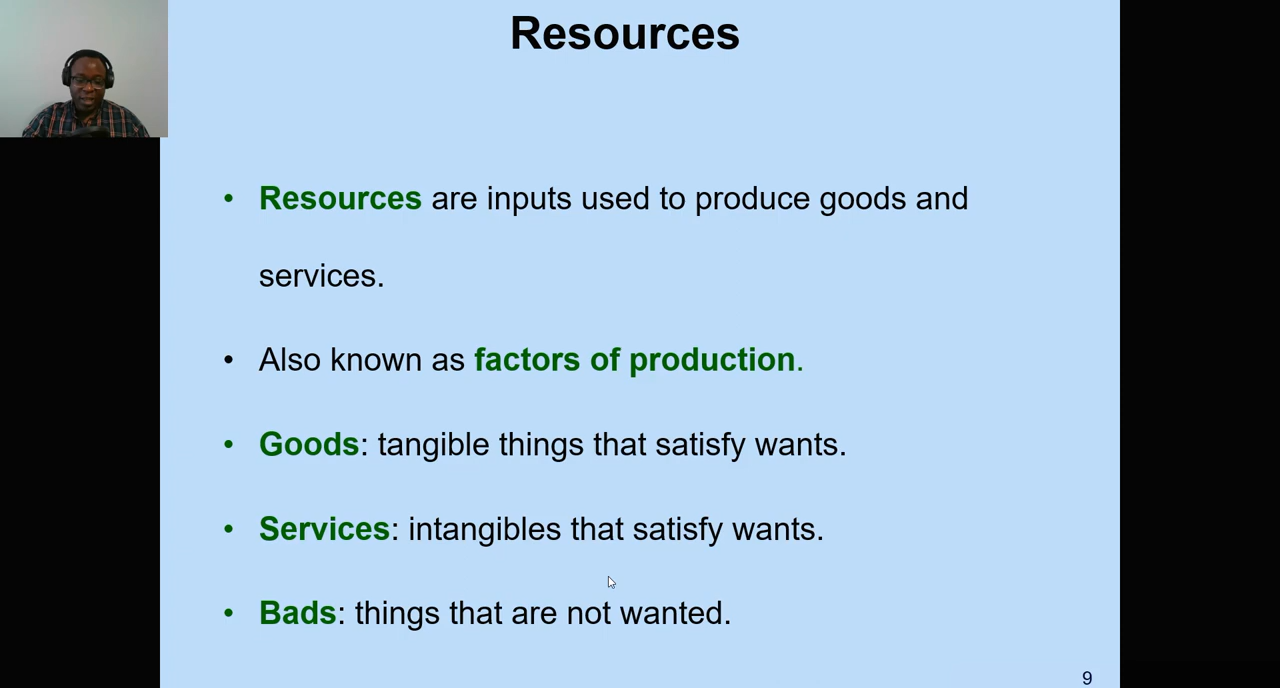 Resources
• Resources are inputs used to produce goods and
services.
• Also known as factors of production.
• Goods: tangible things that satisfy wants.
• Services: intangibles that satisfy wants.
• Bads: things that are not wanted.
9